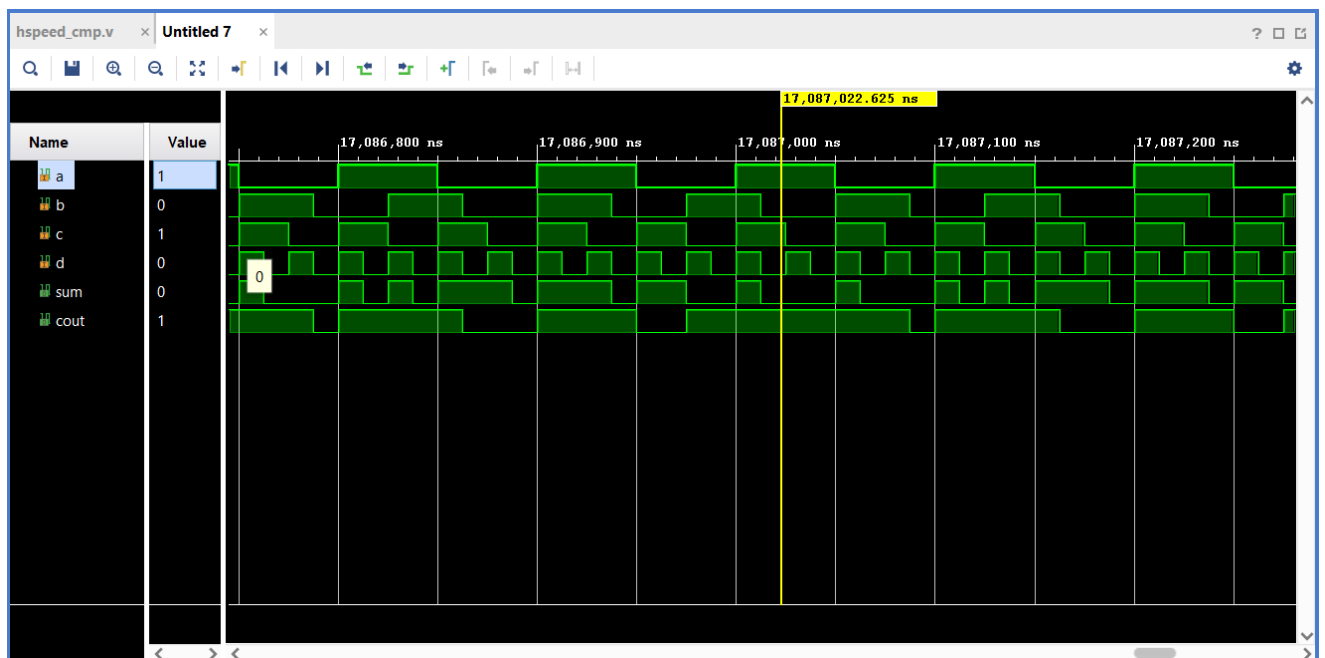 hspeed_cmp.v × Untitled 7 × ?
17,087,022.625 ns
Name Value 17,086,800 ns 17,086,900 ns 17,087,000 ns 17,087,100 ns 17,087,200 ns
a 1
b 0
c 1
d 0
0
sum 0
cout 1